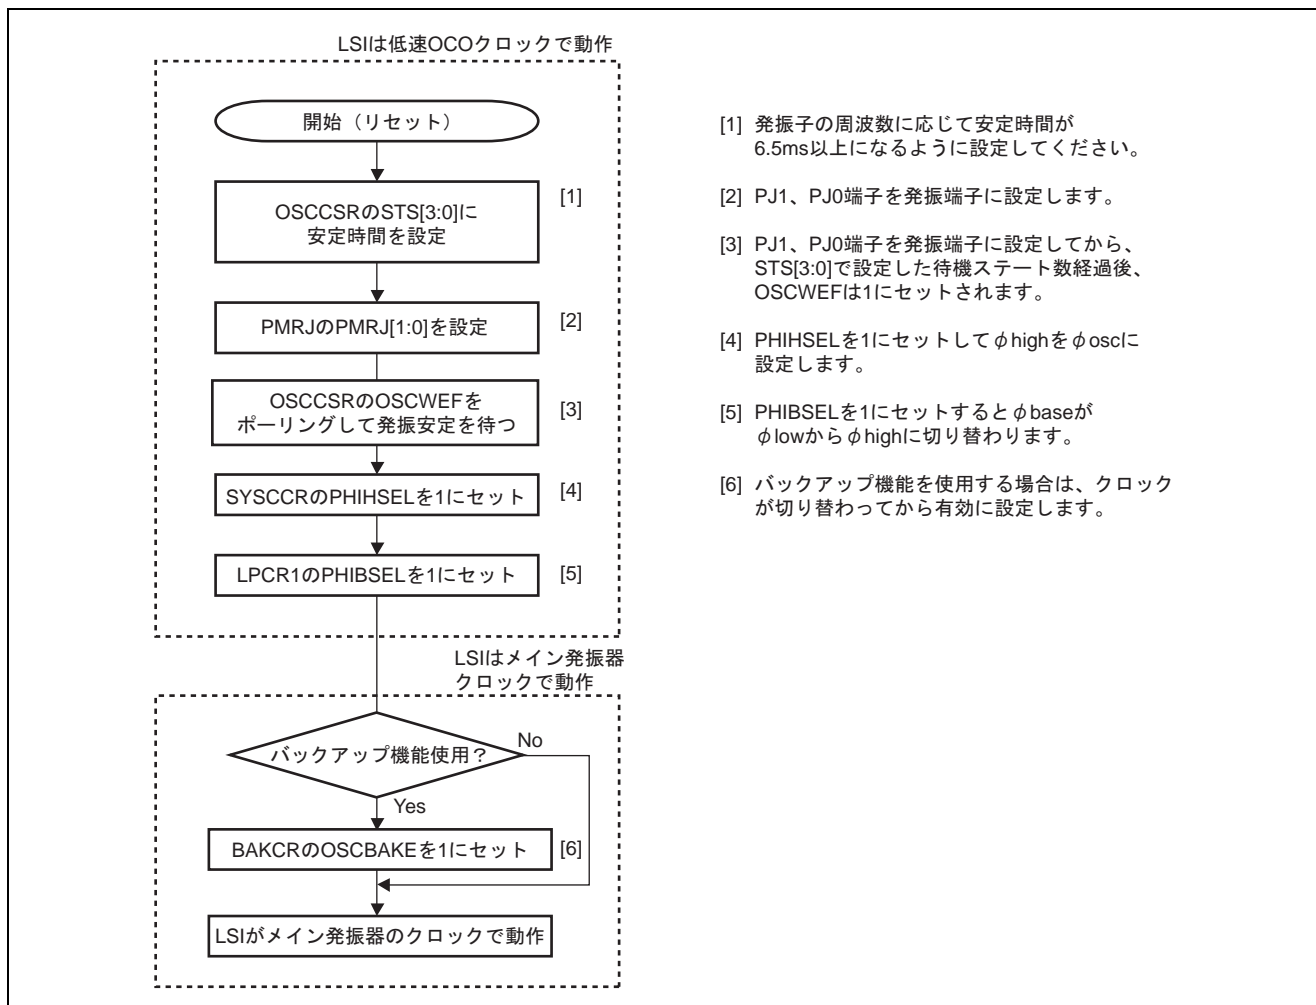 LSIは低速OCOクロックで動作
開始（リセット）
OSCCSRのSTS[3:0]に
安定時間を設定
[1]
PMRJのPMRJ[1:0]を設定
[2]
OSCCSRのOSCWEFを
ポーリングして発振安定を待つ
[3]
SYSCCRのPHIHSELを1にセット
[4]
LPCR1のPHIBSELを1にセット
[5]
LSIはメイン発振器
クロックで動作
バックアップ機能使用？
No
Yes
BAKCRのOSCBAKEを1にセット
[6]
LSIがメイン発振器のクロックで動作
[1] 発振子の周波数に応じて安定時間が
6.5ms以上になるように設定してください。
[2] PJ1、PJ0端子を発振端子に設定します。
[3] PJ1、PJ0端子を発振端子に設定してから、
STS[3:0]で設定した待機ステート数経過後、
OSCWEFは1にセットされます。
[4] PHIHSELを1にセットしてφhighをφoscに
設定します。
[5] PHIBSELを1にセットするとφbaseが
φlowからφhighに切り替わります。
[6] バックアップ機能を使用する場合は、クロック
が切り替わってから有効に設定します。